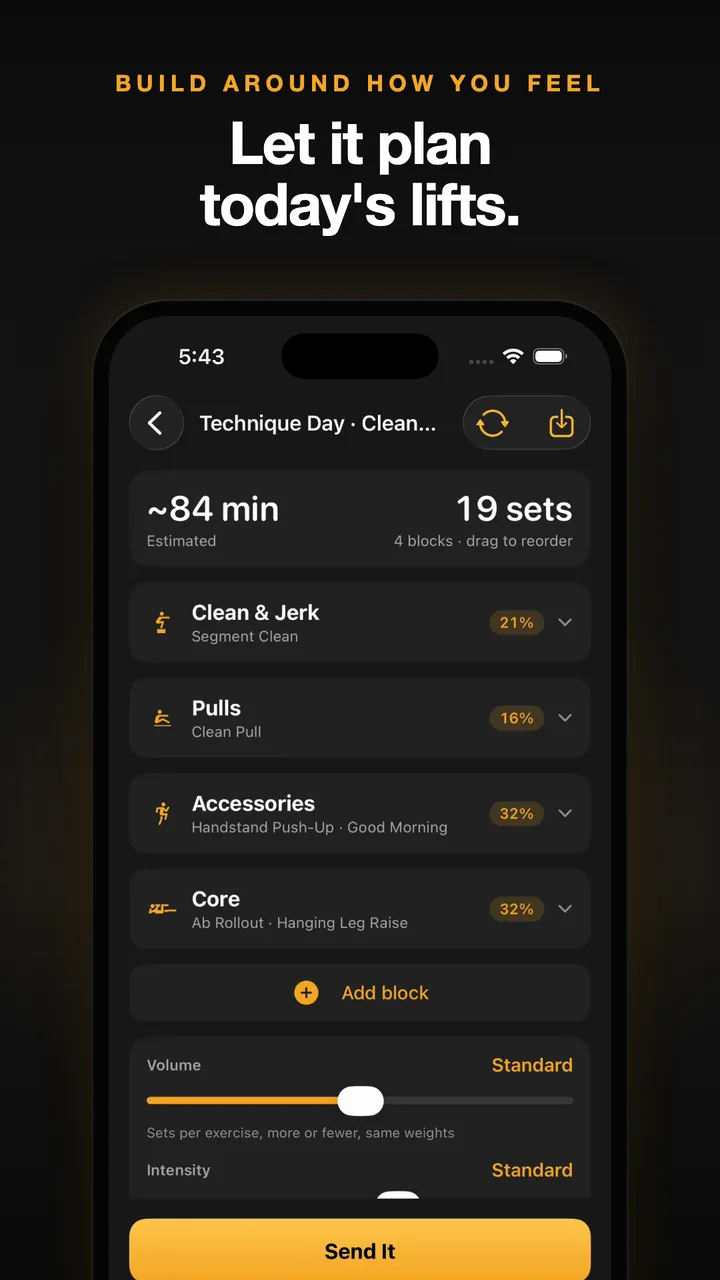 BUILD AROUND HOW YOU FEEL
Let it plan
today's lifts.
5:43
Technique Day · Clean...
~84 min
19 sets
Estimated
4 blocks · drag to reorder
Clean & Jerk
Segment Clean
21%
Pulls
Clean Pull
16%
Accessories
Handstand Push-Up · Good Morning
32%
Core
Ab Rollout · Hanging Leg Raise
32%
Add block
Volume
Standard
Sets per exercise, more or fewer, same weights
Intensity
Standard
Send It